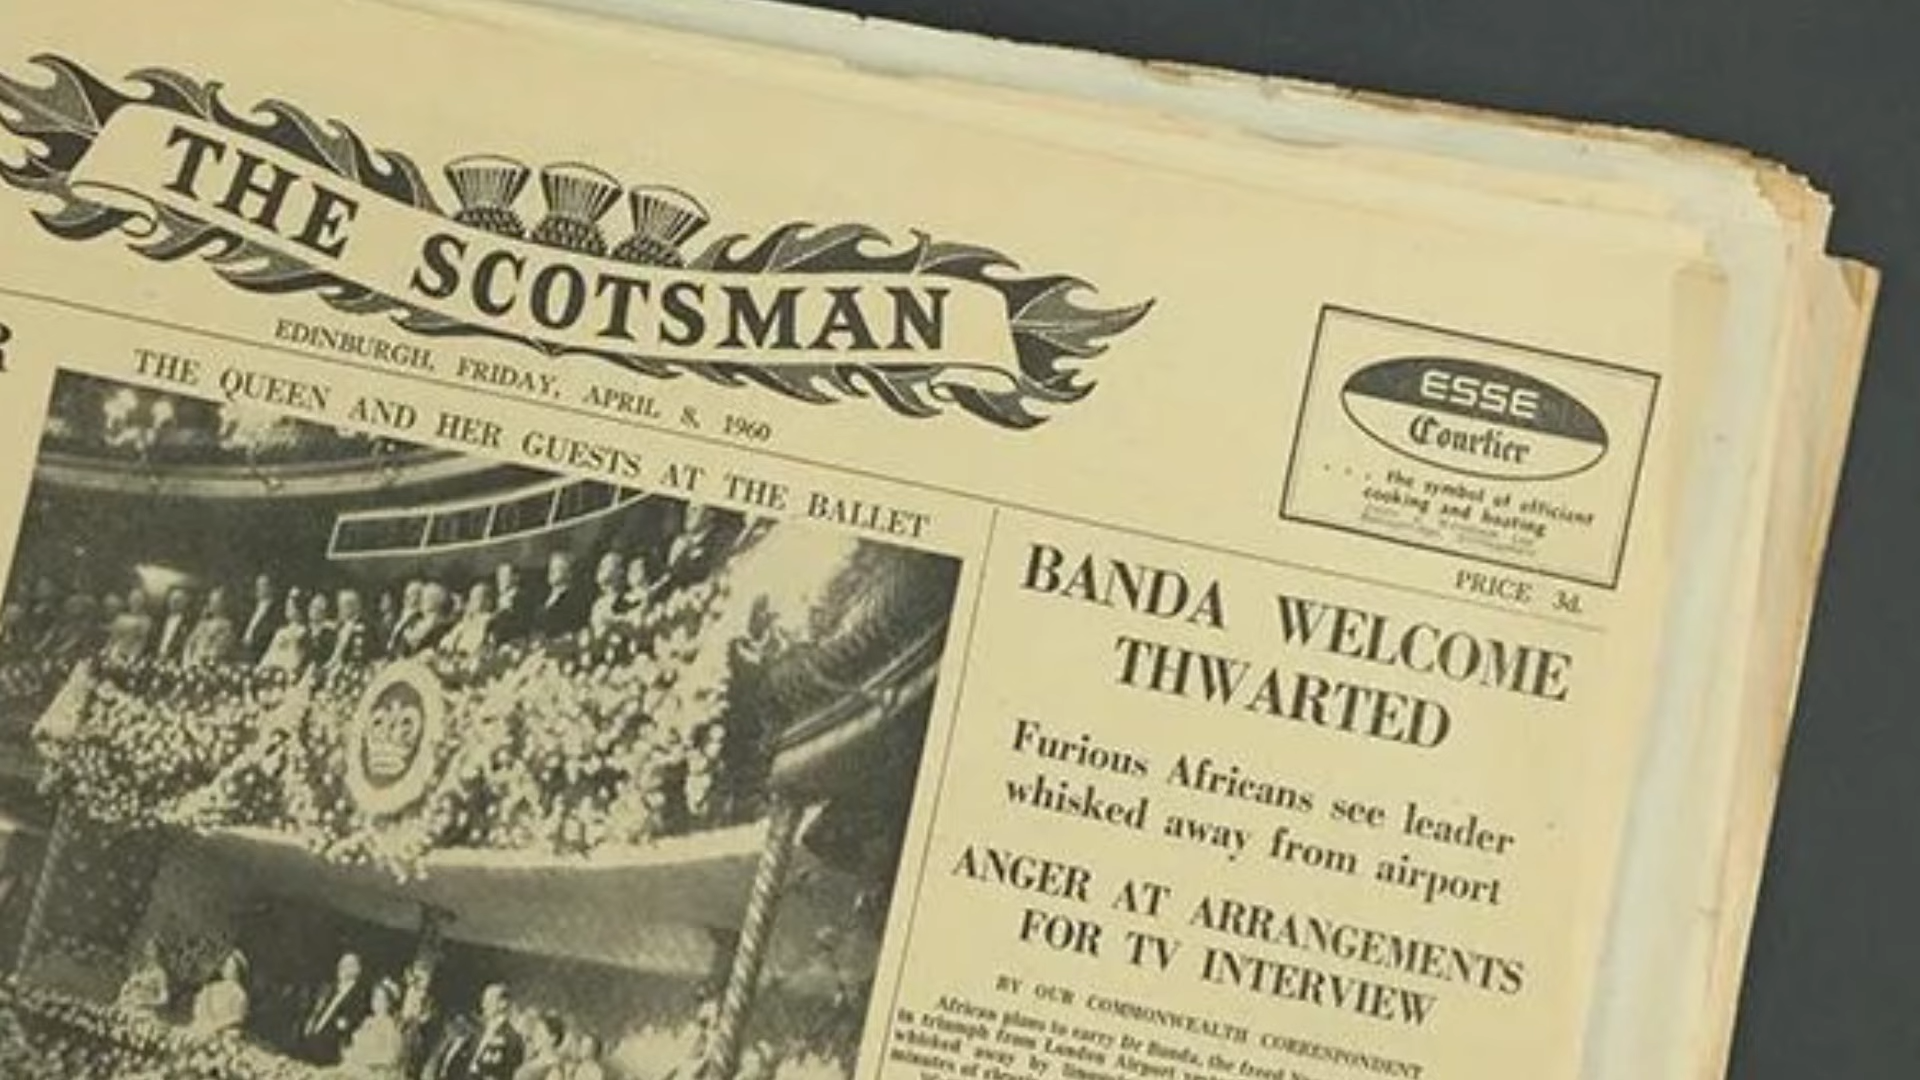 THE SCOTSMAN
EDINBURGH, FRIDAY, APRIL 8, 1960
R
THE QUEEN AND HER GUESTS AT THE BALLET
ESSE
Courtier
... the symbol of efficient
cooking and heating
PRICE 3d.
BANDA WELCOME
THWARTED
Furious Africans see leader
whisked away from airport
ANGER AT ARRANGEMENTS
FOR TV INTERVIEW
BY OUR COMMONWEALTH CORRESPONDENT
African plans to carry Dr Banda, the freed
in triumph from London Airport
whisked away by
minutes of